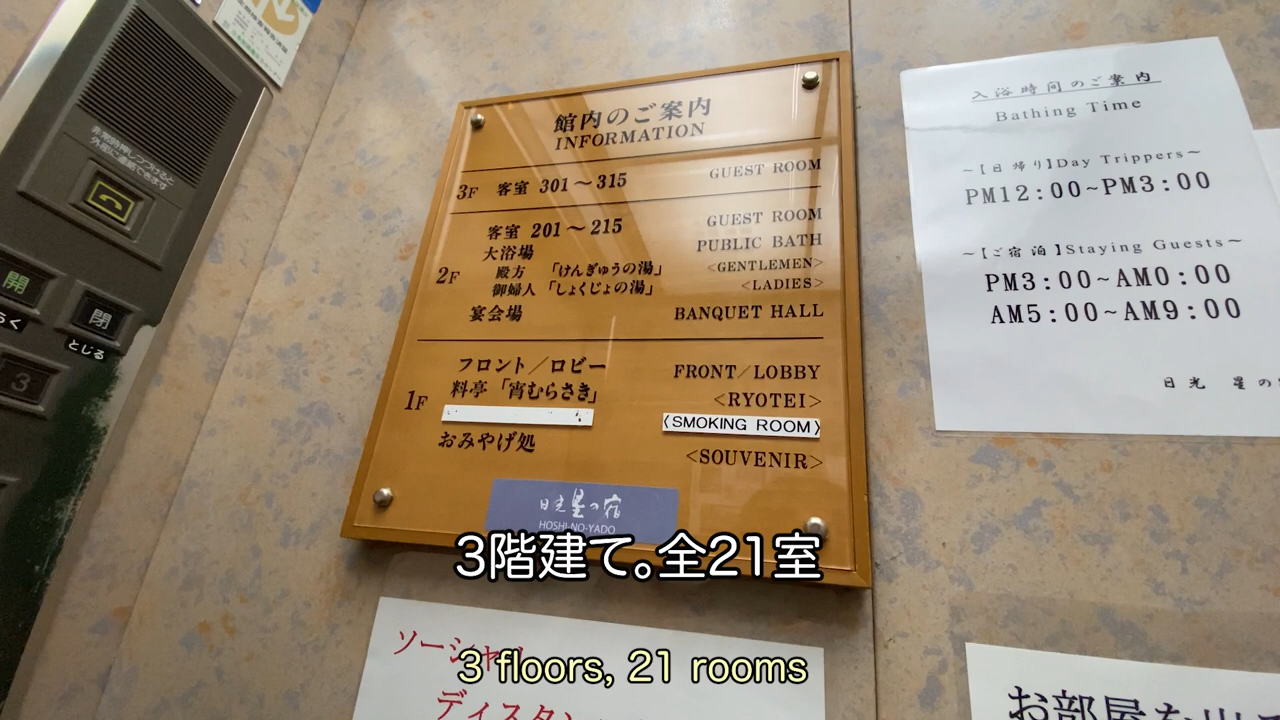 非常時押しつづけると
外部で連絡できます
開
閉
とじる
3
館内のご案内
INFORMATION
3F 客室 301～315 GUEST ROOM
客室 201～215 GUEST ROOM
大浴場 PUBLIC BATH
2F 殿方 「けんぎゅうの湯」 <GENTLEMEN>
御婦人 「しょくじょの湯」 <LADIES>
宴会場 BANQUET HALL
フロント／ロビー FRONT／LOBBY
1F 料亭 「宵むらさき」 <RYOTEI>
〈SMOKING ROOM〉
おみやげ処 <SOUVENIR>
日光星の宿
HOSHI-NO-YADO
入浴時間のご案内
Bathing Time
～【日帰り】Day Trippers～
PM12:00~PM3:00
～【ご宿泊】Staying Guests～
PM3:00~AM0:00
AM5:00~AM9:00
日光 星の
3階建て。全21室
ソーシャル
3 floors, 21 rooms
ディスタン
お部屋を出